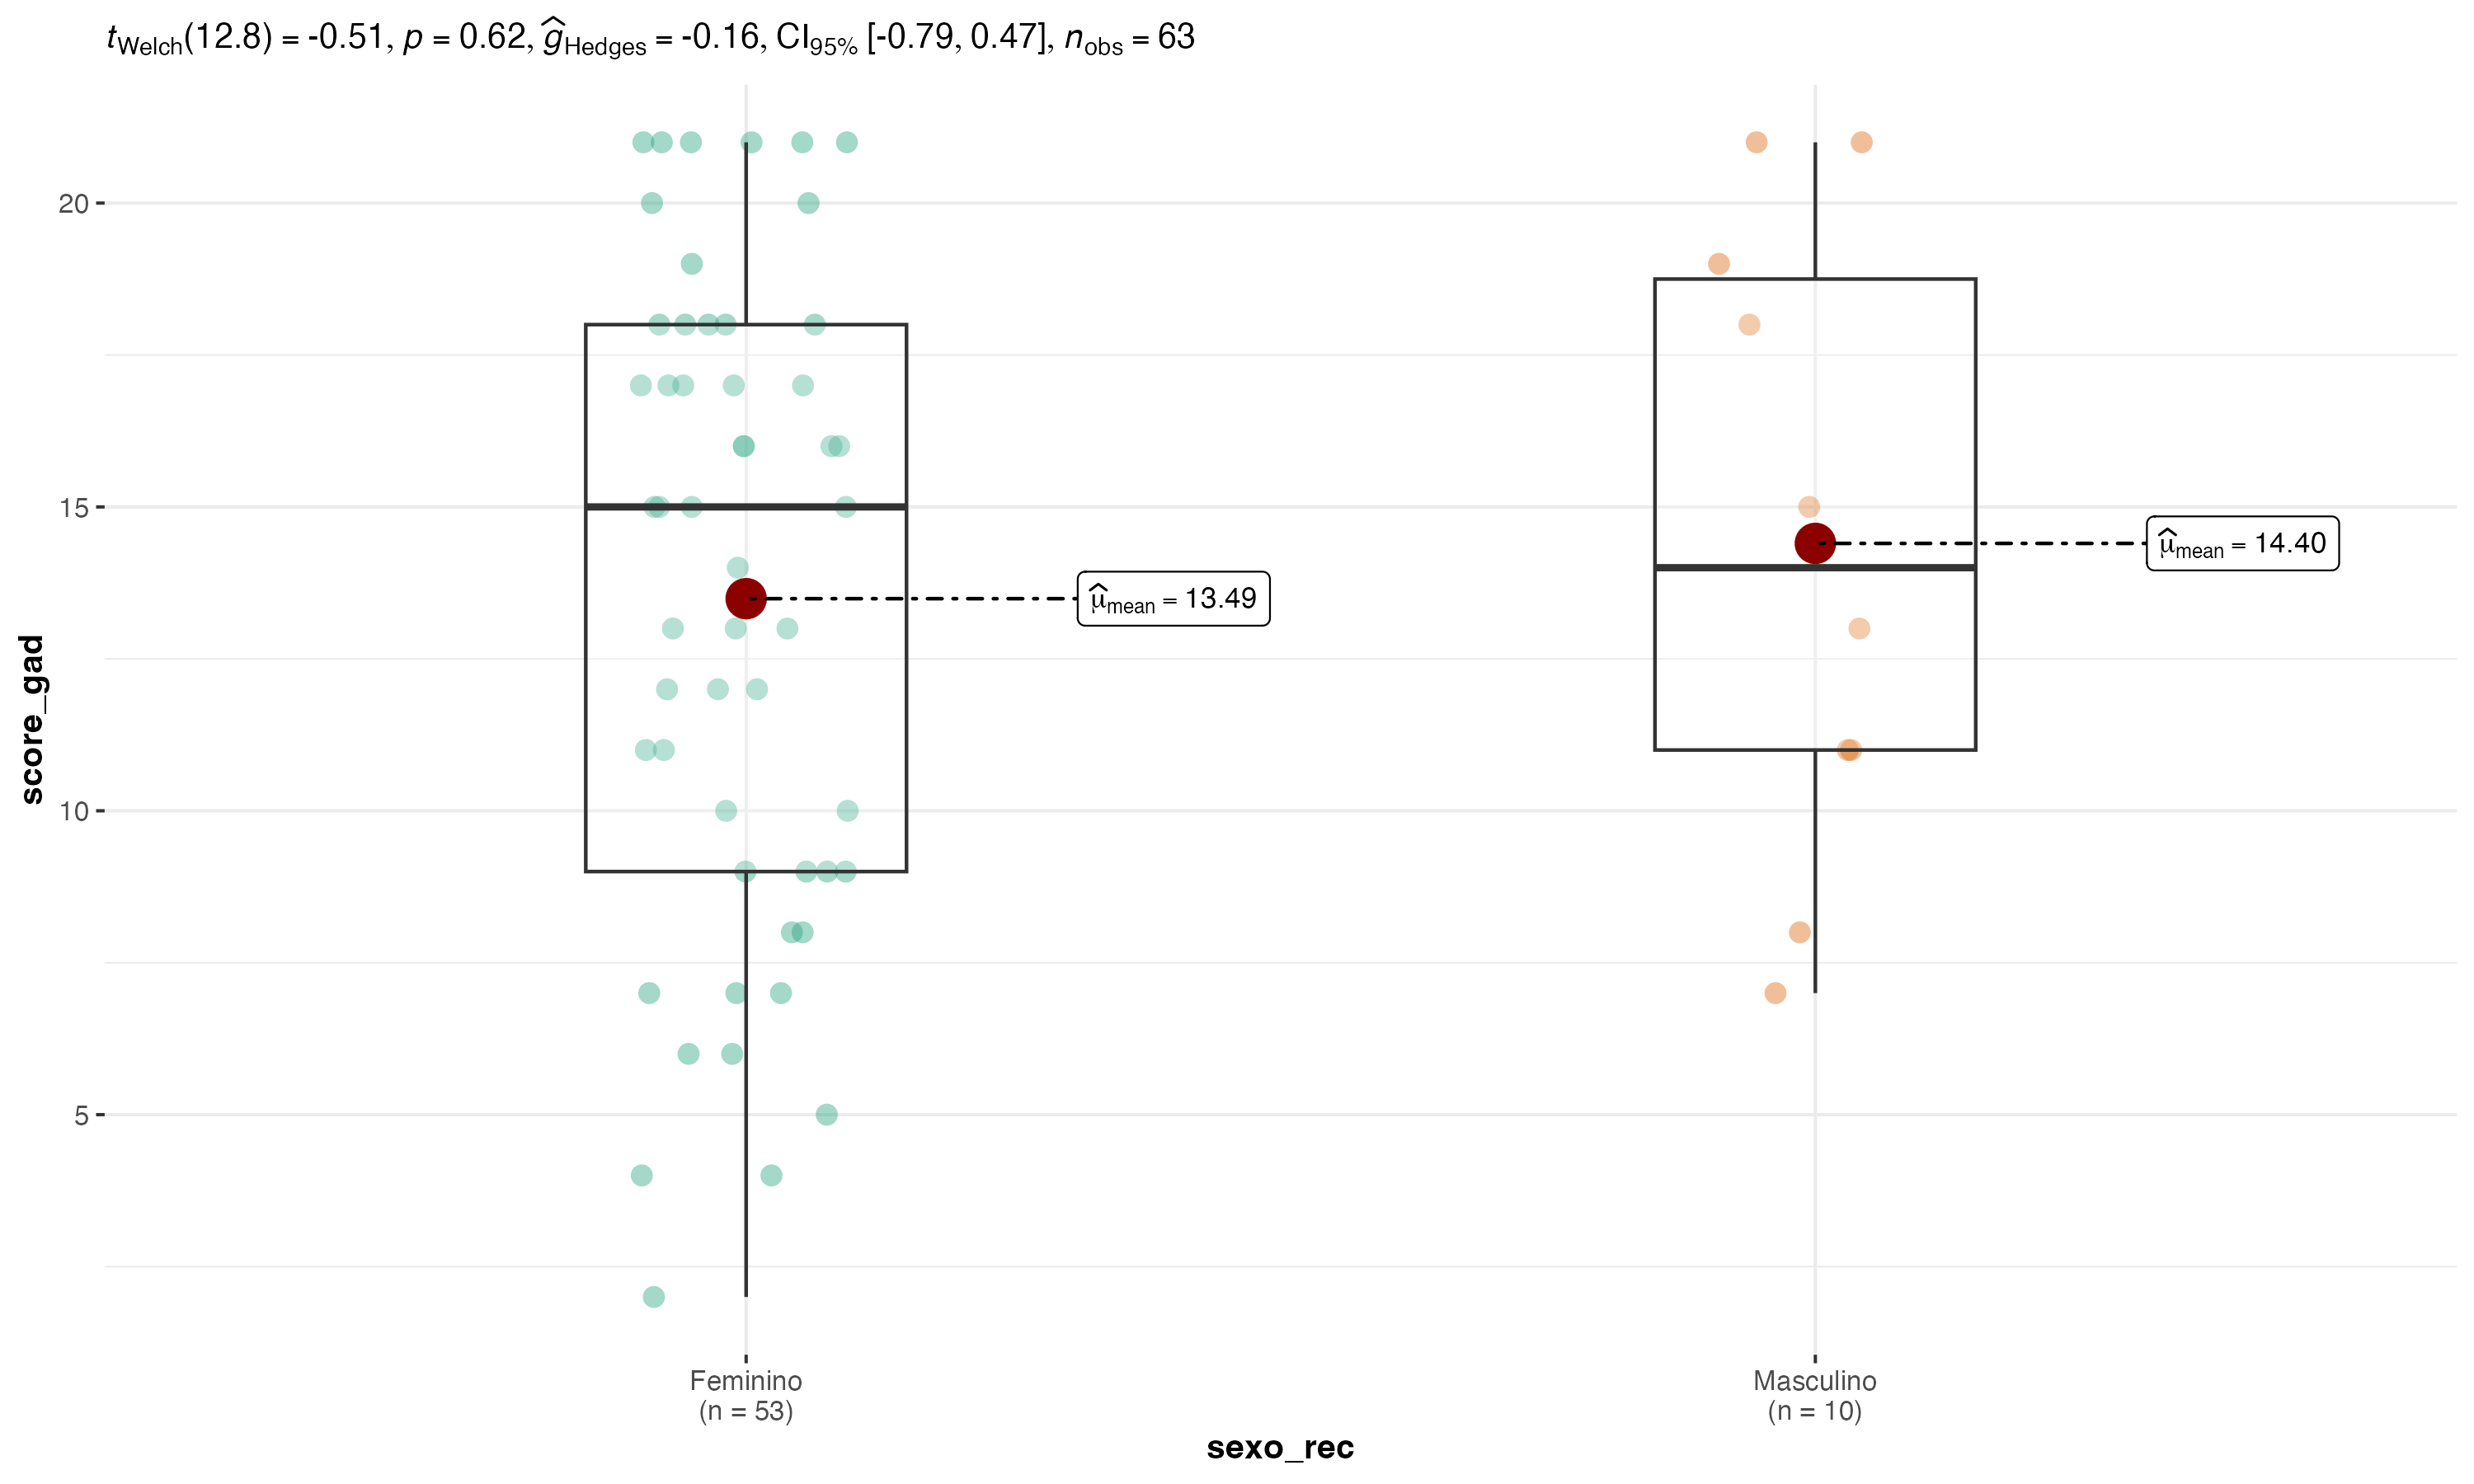 tWelch(12.8) = -0.51, p = 0.62, ĝHedges = -0.16, CI95% [-0.79, 0.47], nobs = 63
20
15
10
5
score_gad
μ̂mean = 13.49
μ̂mean = 14.40
Feminino
(n = 53)
Masculino
(n = 10)
sexo_rec